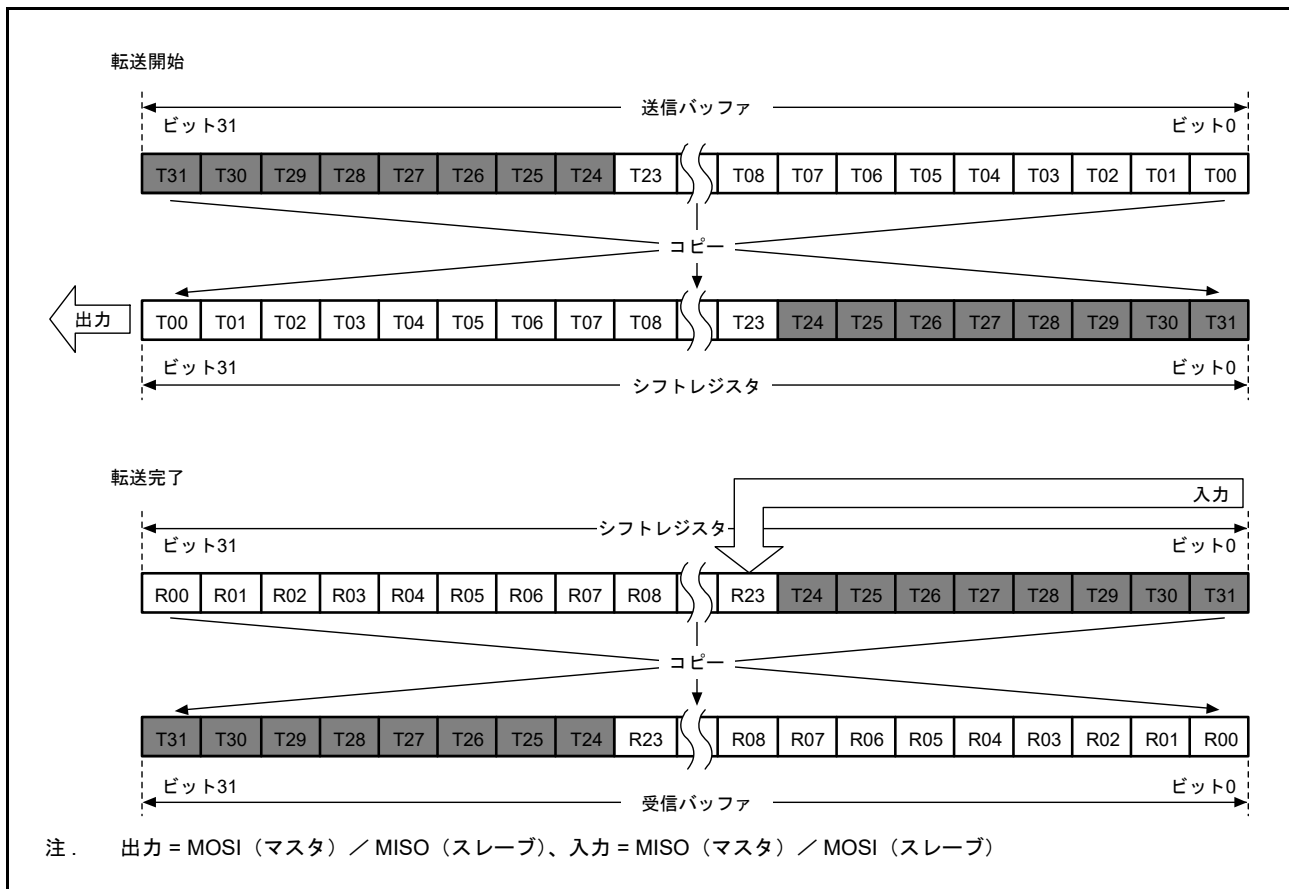 転送開始
送信バッファ
ビット31 ビット0
T31 T30 T29 T28 T27 T26 T25 T24 T23 T08 T07 T06 T05 T04 T03 T02 T01 T00
コピー
出力 T00 T01 T02 T03 T04 T05 T06 T07 T08 T23 T24 T25 T26 T27 T28 T29 T30 T31
ビット31 ビット0
シフトレジスタ
転送完了
入力
シフトレジスタ
ビット31 ビット0
R00 R01 R02 R03 R04 R05 R06 R07 R08 R23 T24 T25 T26 T27 T28 T29 T30 T31
コピー
T31 T30 T29 T28 T27 T26 T25 T24 R23 R08 R07 R06 R05 R04 R03 R02 R01 R00
ビット31 ビット0
受信バッファ
注． 出力 = MOSI（マスタ）／ MISO（スレーブ）、入力 = MISO（マスタ）／ MOSI（スレーブ）